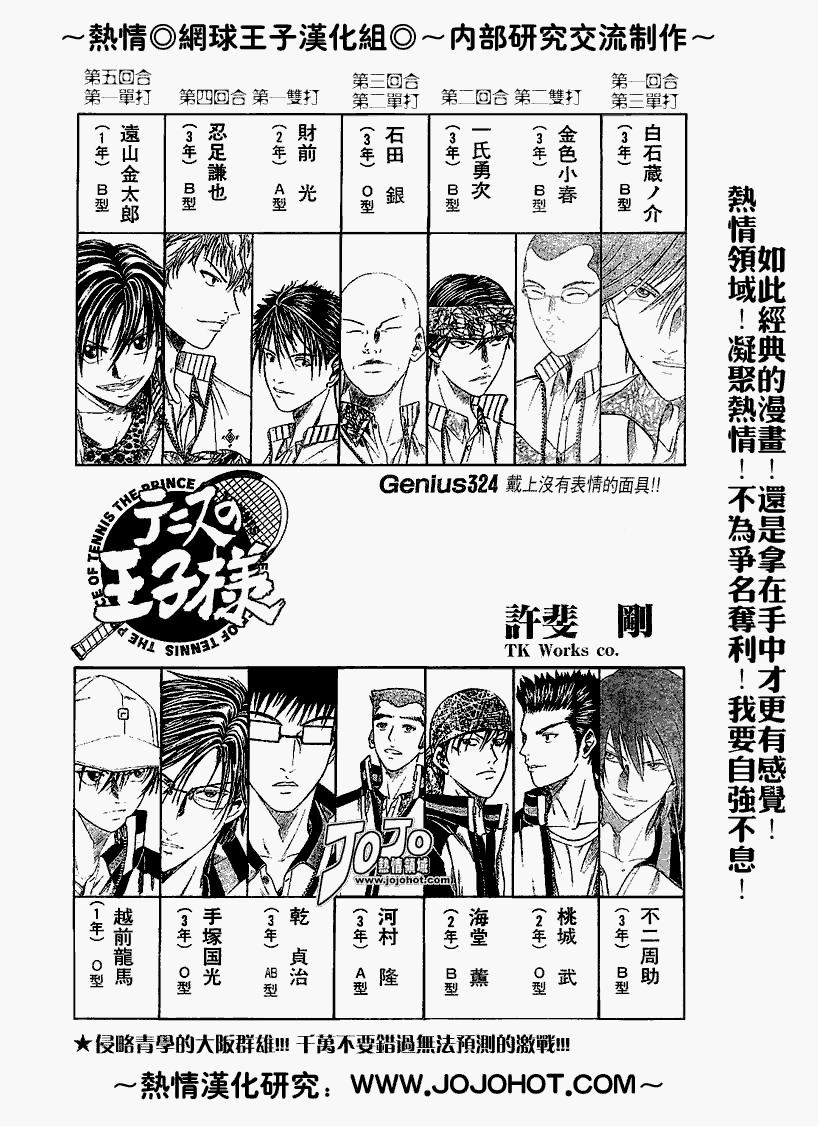 ～熱情◎網球王子漢化組◎～内部研究交流制作～
第一回合
第三單打
第二回合 第二雙打
第三回合
第二單打
第四回合 第一雙打
第五回合
第一單打
白石蔵ノ介
(3年) B型
金色小春
(3年) B型
一氏勇次
(3年) B型
石田 銀
(3年) O型
財前 光
(2年) A型
忍足謙也
(3年) B型
遠山金太郎
(1年) B型
如此經典的漫畫！還是拿在手中才更有感覺！
熱情領域！凝聚熱情！不為爭名奪利！我要自強不息！
Genius324 戴上沒有表情的面具!!
THE PRINCE OF TENNIS THE PRINCE OF TENNIS
テニスの
王子様
許斐 剛
TK Works co.
JOJO
熱情領域
www.jojohot.com
不二周助
(3年) B型
桃城 武
(2年) O型
海堂 薫
(2年) B型
河村 隆
(3年) A型
乾 貞治
(3年) AB型
手塚国光
(3年) O型
越前龍馬
(1年) O型
★侵略青學的大阪群雄!!! 千萬不要錯過無法預測的激戰!!!
～熱情漢化研究：WWW.JOJOHOT.COM～